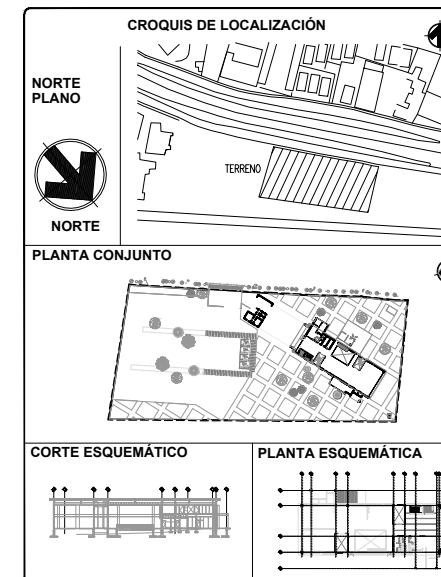 CROQUIS DE LOCALIZACIÓN
NORTE
PLANO
TERRENO
NORTE
PLANTA CONJUNTO
CORTE ESQUEMÁTICO
PLANTA ESQUEMÁTICA